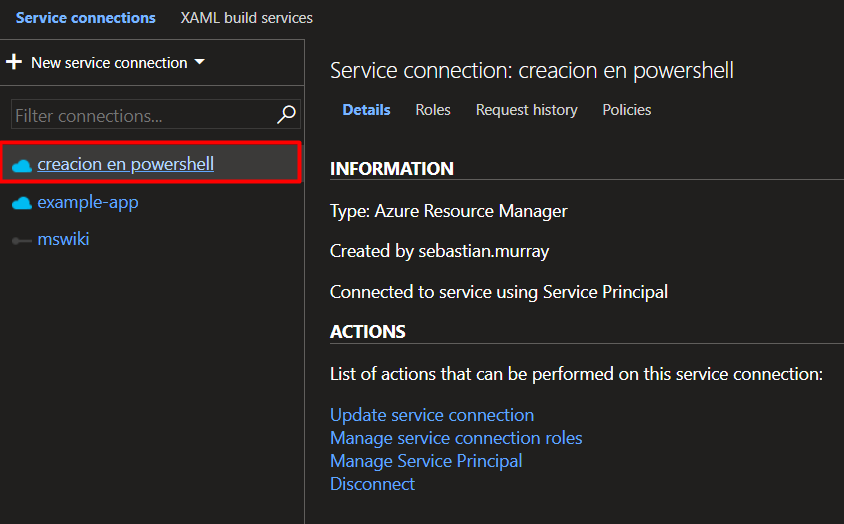 Service connections XAML build services
New service connection
Filter connections...
creacion en powershell
example-app
mswiki
Service connection: creacion en powershell
Details Roles Request history Policies
INFORMATION
Type: Azure Resource Manager
Created by sebastian.murray
Connected to service using Service Principal
ACTIONS
List of actions that can be performed on this service connection:
Update service connection
Manage service connection roles
Manage Service Principal
Disconnect